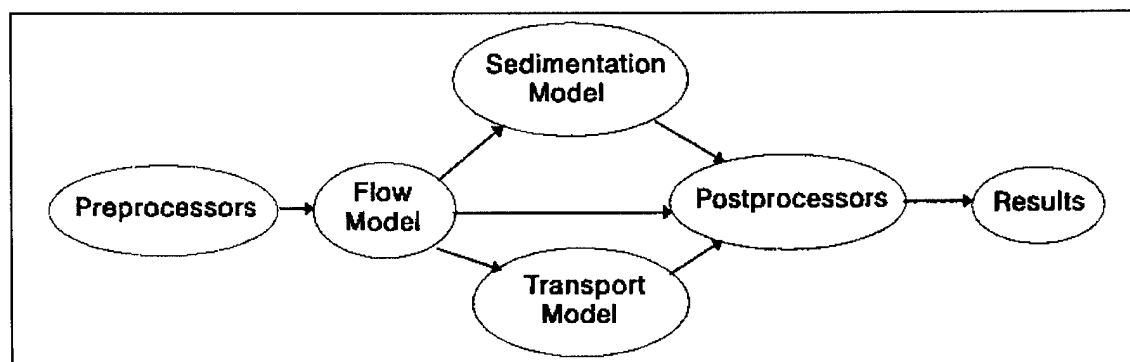 Sedimentation
Model
Preprocessors
Flow
Model
Postprocessors
Results
Transport
Model